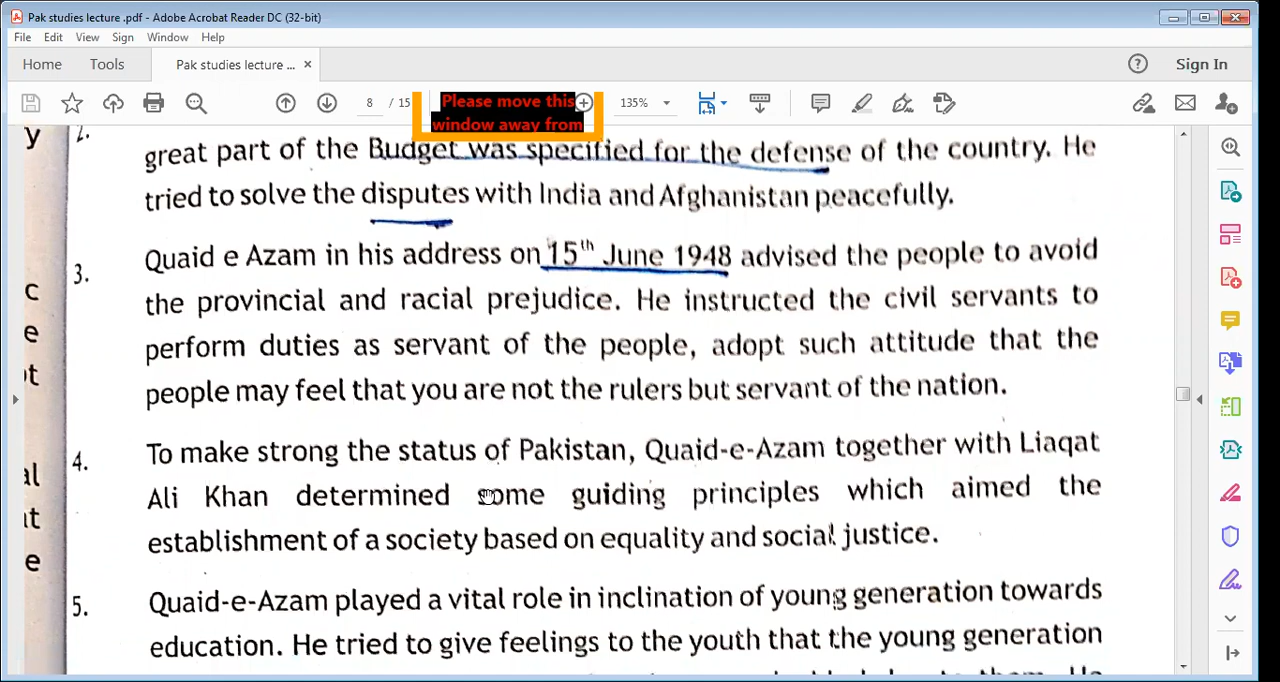 Pak studies lecture .pdf - Adobe Acrobat Reader DC (32-bit)
File Edit View Sign Window Help
Home Tools Pak studies lecture ... × Sign In
8 / 15 Please move this 135%
window away from
y 2. great part of the Budget was specified for the defense of the country. He
tried to solve the disputes with India and Afghanistan peacefully.
3. Quaid e Azam in his address on 15th June 1948 advised the people to avoid
c the provincial and racial prejudice. He instructed the civil servants to
e perform duties as servant of the people, adopt such attitude that the
people may feel that you are not the rulers but servant of the nation.
4. To make strong the status of Pakistan, Quaid-e-Azam together with Liaqat
Ali Khan determined some guiding principles which aimed the
e establishment of a society based on equality and social justice.
5. Quaid-e-Azam played a vital role in inclination of young generation towards
education. He tried to give feelings to the youth that the young generation